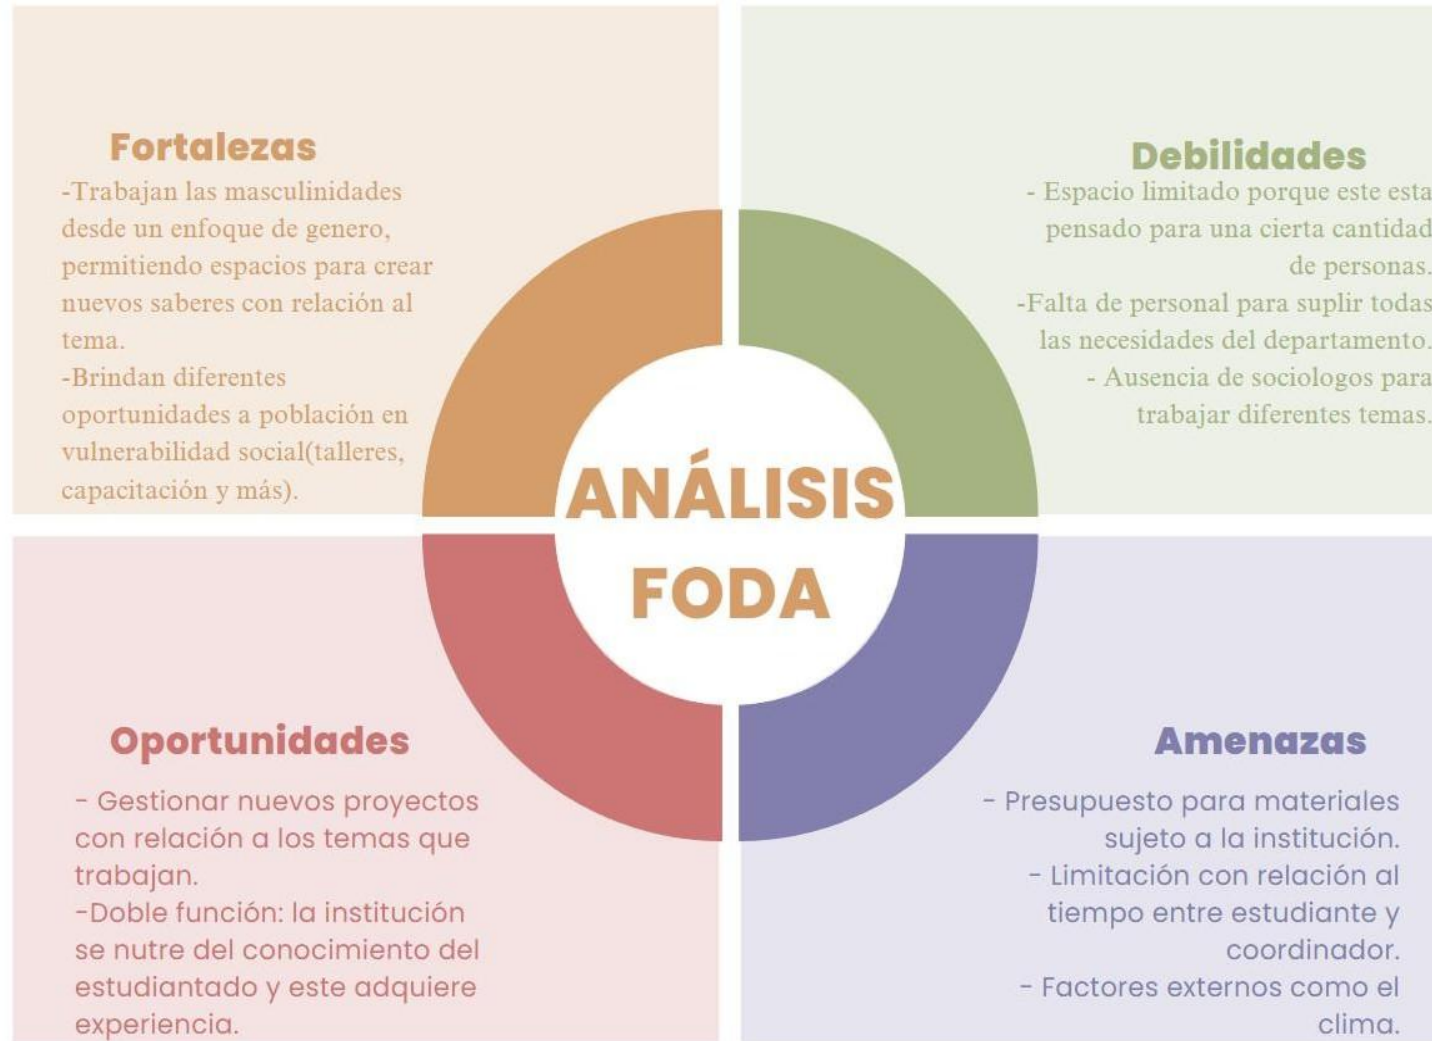 Fortalezas
-Trabajan las masculinidades
desde un enfoque de genero,
permitiendo espacios para crear
nuevos saberes con relación al
tema.
-Brindan diferentes
oportunidades a población en
vulnerabilidad social(talleres,
capacitación y más).
Debilidades
- Espacio limitado porque este esta
pensado para una cierta cantidad
de personas.
-Falta de personal para suplir todas
las necesidades del departamento.
- Ausencia de sociologos para
trabajar diferentes temas.
ANÁLISIS
FODA
Oportunidades
- Gestionar nuevos proyectos
con relación a los temas que
trabajan.
-Doble función: la institución
se nutre del conocimiento del
estudiantado y este adquiere
experiencia.
Amenazas
- Presupuesto para materiales
sujeto a la institución.
- Limitación con relación al
tiempo entre estudiante y
coordinador.
- Factores externos como el
clima.